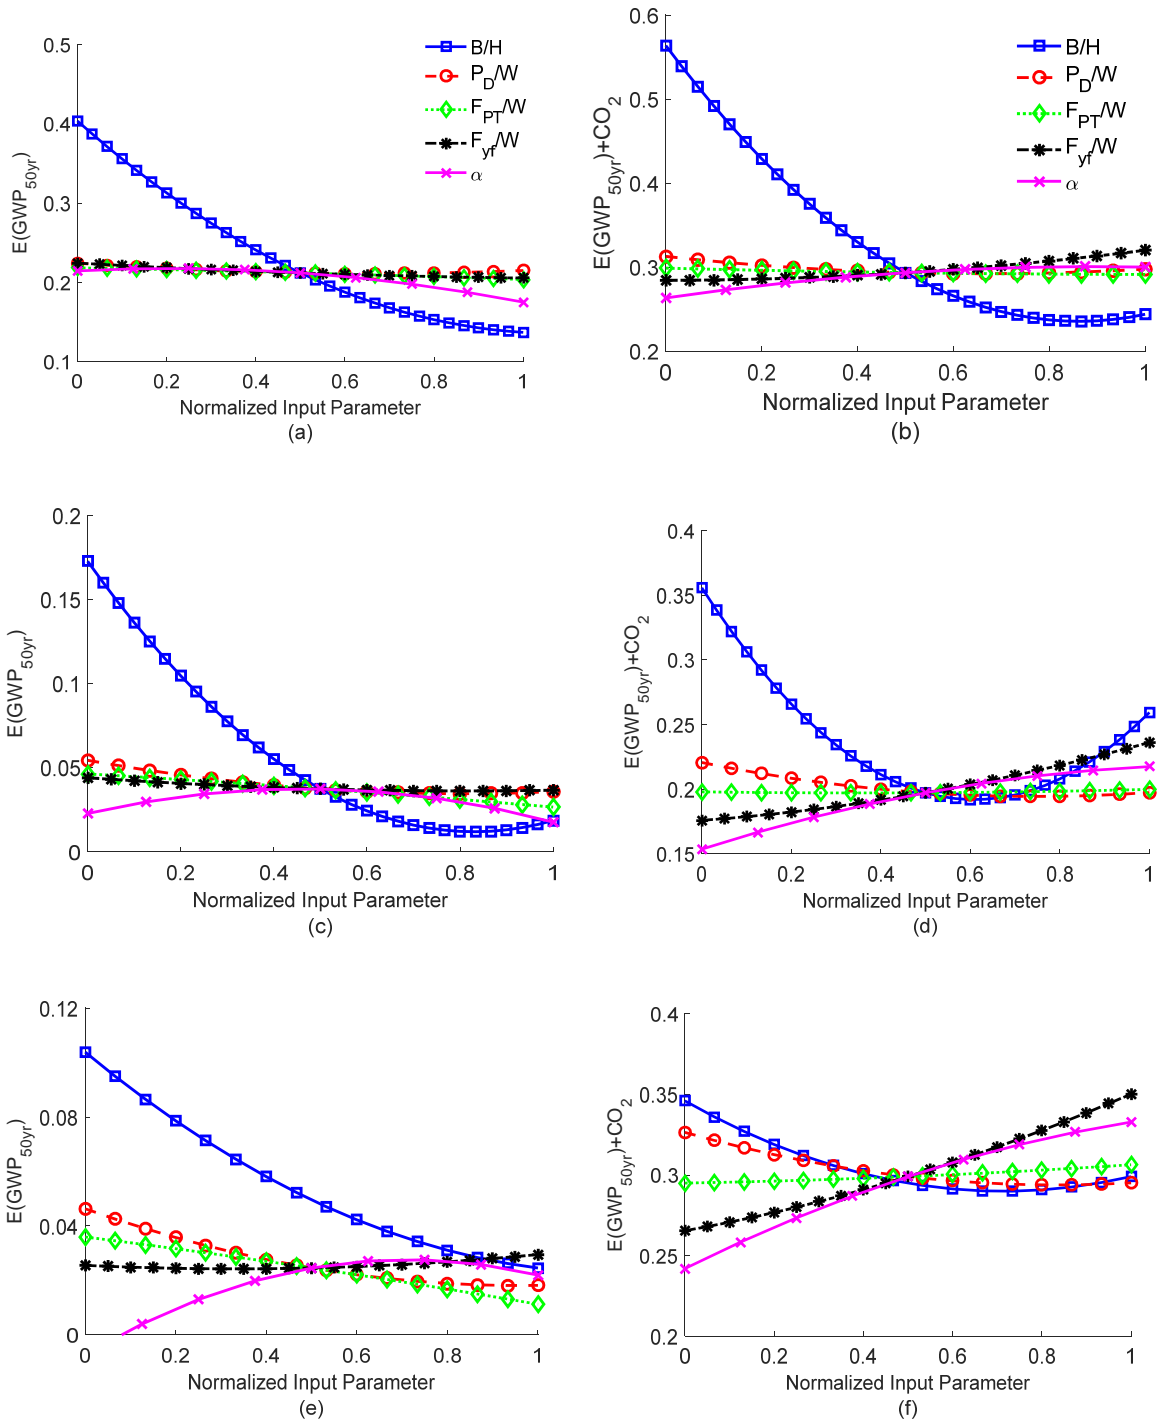 0.5
0.4
0.3
0.2
0.1
E(GWP50yr)
0 0.2 0.4 0.6 0.8 1
Normalized Input Parameter
(a)
B/H
PD/W
FPT/W
Fyf/W
α
0.6
0.5
0.4
0.3
0.2
E(GWP50yr)+CO2
0 0.2 0.4 0.6 0.8 1
Normalized Input Parameter
(b)
B/H
PD/W
FPT/W
Fyf/W
α
0.2
0.15
0.1
0.05
0
E(GWP50yr)
0 0.2 0.4 0.6 0.8 1
Normalized Input Parameter
(c)
0.4
0.35
0.3
0.25
0.2
0.15
E(GWP50yr)+CO2
0 0.2 0.4 0.6 0.8 1
Normalized Input Parameter
(d)
0.12
0.08
0.04
0
E(GWP50yr)
0 0.2 0.4 0.6 0.8 1
Normalized Input Parameter
(e)
0.4
0.35
0.3
0.25
0.2
E(GWP50yr)+CO2
0 0.2 0.4 0.6 0.8 1
Normalized Input Parameter
(f)